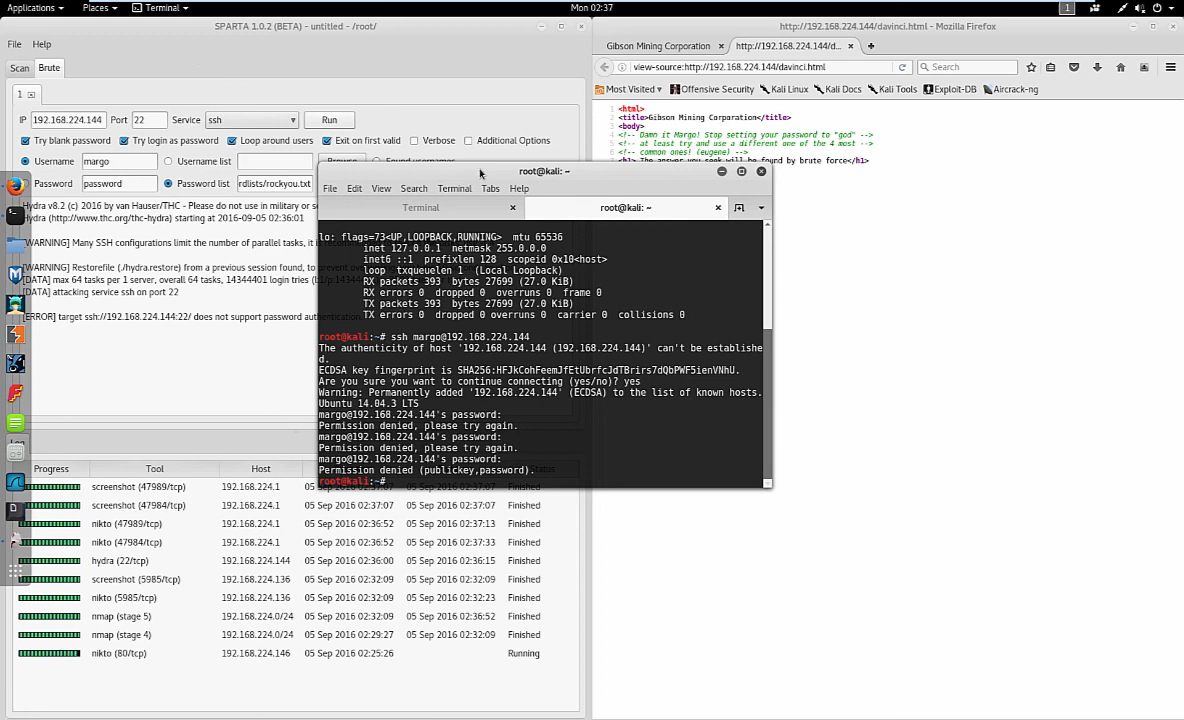 Applications Places Terminal Mon 02:37 1
SPARTA 1.0.2 (BETA) - untitled - /root/
File Help
Scan Brute
1
IP 192.168.224.144 Port 22 Service ssh Run
Try blank password Try login as password Loop around users Exit on first valid Verbose Additional Options
Username margo Username list Browse Found usernames
Password password Password list rdlists/rockyou.txt
Hydra v8.2 (c) 2016 by van Hauser/THC - Please do not use in military or s
Hydra (http://www.thc.org/thc-hydra) starting at 2016-09-05 02:36:01
[WARNING] Many SSH configurations limit the number of parallel tasks, it is
[WARNING] Restorefile (./hydra.restore) from a previous session found, to prevent
[DATA] max 64 tasks per 1 server, overall 64 tasks, 14344401 login tries
[DATA] attacking service ssh on port 22
[ERROR] target ssh://192.168.224.144:22/ does not support password authentication.
Progress Tool Host Status
screenshot (47989/tcp) 192.168.224.1 05 Sep 2016 02:37:07 05 Sep 2016 02:37:07 Finished
screenshot (47984/tcp) 192.168.224.1 05 Sep 2016 02:37:07 05 Sep 2016 02:37:07 Finished
nikto (47989/tcp) 192.168.224.1 05 Sep 2016 02:36:52 05 Sep 2016 02:37:13 Finished
nikto (47984/tcp) 192.168.224.1 05 Sep 2016 02:36:52 05 Sep 2016 02:37:33 Finished
hydra (22/tcp) 192.168.224.144 05 Sep 2016 02:36:00 05 Sep 2016 02:36:15 Finished
screenshot (5985/tcp) 192.168.224.136 05 Sep 2016 02:32:09 05 Sep 2016 02:32:09 Finished
nikto (5985/tcp) 192.168.224.136 05 Sep 2016 02:32:09 05 Sep 2016 02:32:23 Finished
nmap (stage 5) 192.168.224.0/24 05 Sep 2016 02:32:09 05 Sep 2016 02:36:52 Finished
nmap (stage 4) 192.168.224.0/24 05 Sep 2016 02:29:27 05 Sep 2016 02:32:09 Finished
nikto (80/tcp) 192.168.224.146 05 Sep 2016 02:25:26 Running
root@kali: ~
File Edit View Search Terminal Tabs Help
Terminal root@kali: ~
lo: flags=73<UP,LOOPBACK,RUNNING> mtu 65536
inet 127.0.0.1 netmask 255.0.0.0
inet6 ::1 prefixlen 128 scopeid 0x10<host>
loop txqueuelen 1 (Local Loopback)
RX packets 393 bytes 27699 (27.0 KiB)
RX errors 0 dropped 0 overruns 0 frame 0
TX packets 393 bytes 27699 (27.0 KiB)
TX errors 0 dropped 0 overruns 0 carrier 0 collisions 0
root@kali:~# ssh margo@192.168.224.144
The authenticity of host '192.168.224.144 (192.168.224.144)' can't be establishe
d.
ECDSA key fingerprint is SHA256:HFJkCohFeemJfEtUbrfcJdTBrirs7dQbPWF5ienVNhU.
Are you sure you want to continue connecting (yes/no)? yes
Warning: Permanently added '192.168.224.144' (ECDSA) to the list of known hosts.
Ubuntu 14.04.3 LTS
margo@192.168.224.144's password:
Permission denied, please try again.
margo@192.168.224.144's password:
Permission denied, please try again.
margo@192.168.224.144's password:
Permission denied (publickey,password).
root@kali:~#
http://192.168.224.144/davinci.html - Mozilla Firefox
Gibson Mining Corporation http://192.168.224.144/d...
view-source:http://192.168.224.144/davinci.html Search
Most Visited Offensive Security Kali Linux Kali Docs Kali Tools Exploit-DB Aircrack-ng
1 <html>
2 <title>Gibson Mining Corporation</title>
3 <body>
4 <!-- Damn it Margo! Stop setting your password to "god" -->
5 <!-- at least try and use a different one of the 4 most -->
6 <!-- common ones! (eugene) -->
7 <h1> The answer you seek will be found by brute force</h1>